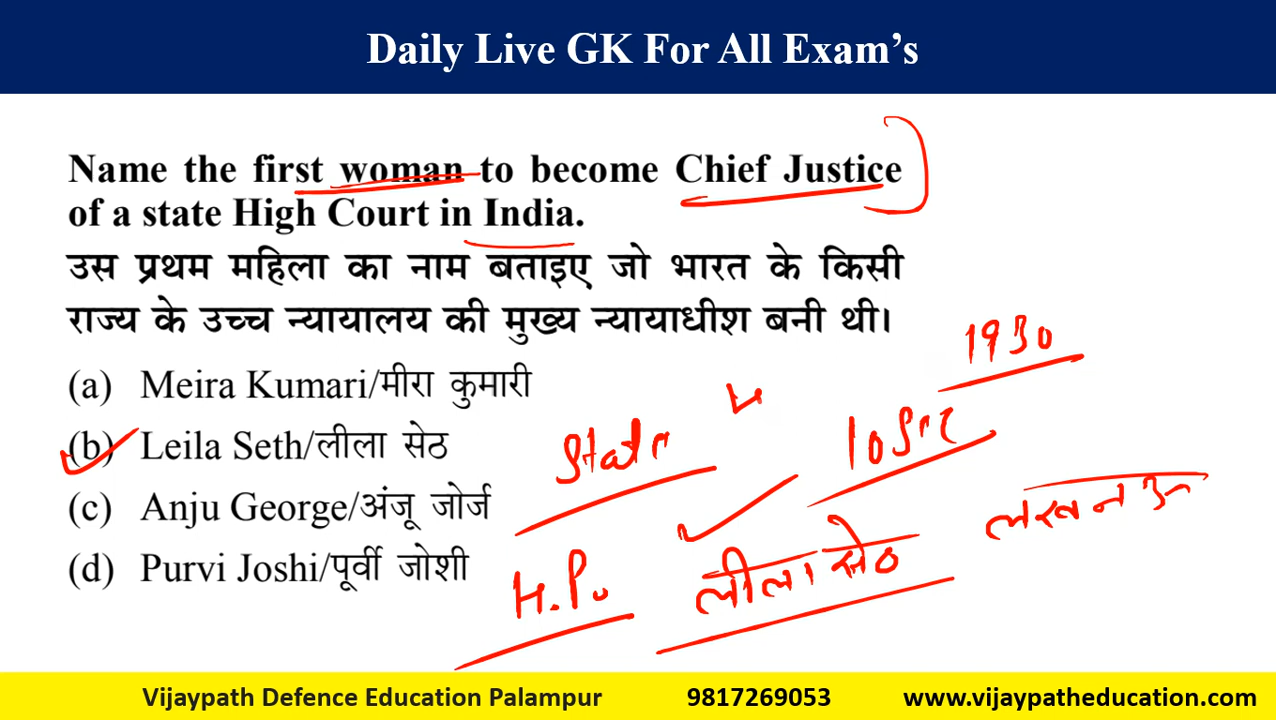 Daily Live GK For All Exam's
Name the first woman to become Chief Justice
of a state High Court in India.
उस प्रथम महिला का नाम बताइए जो भारत के किसी
राज्य के उच्च न्यायालय की मुख्य न्यायाधीश बनी थी।
1930
(a) Meira Kumari/मीरा कुमारी
(b) Leila Seth/लीला सेठ
State
(c) Anju George/अंजू जोर्ज
लखनऊ
(d) Purvi Joshi/पूर्वी जोशी
H.P.
लीला सेठ
Vijaypath Defence Education Palampur 9817269053 www.vijaypatheducation.com